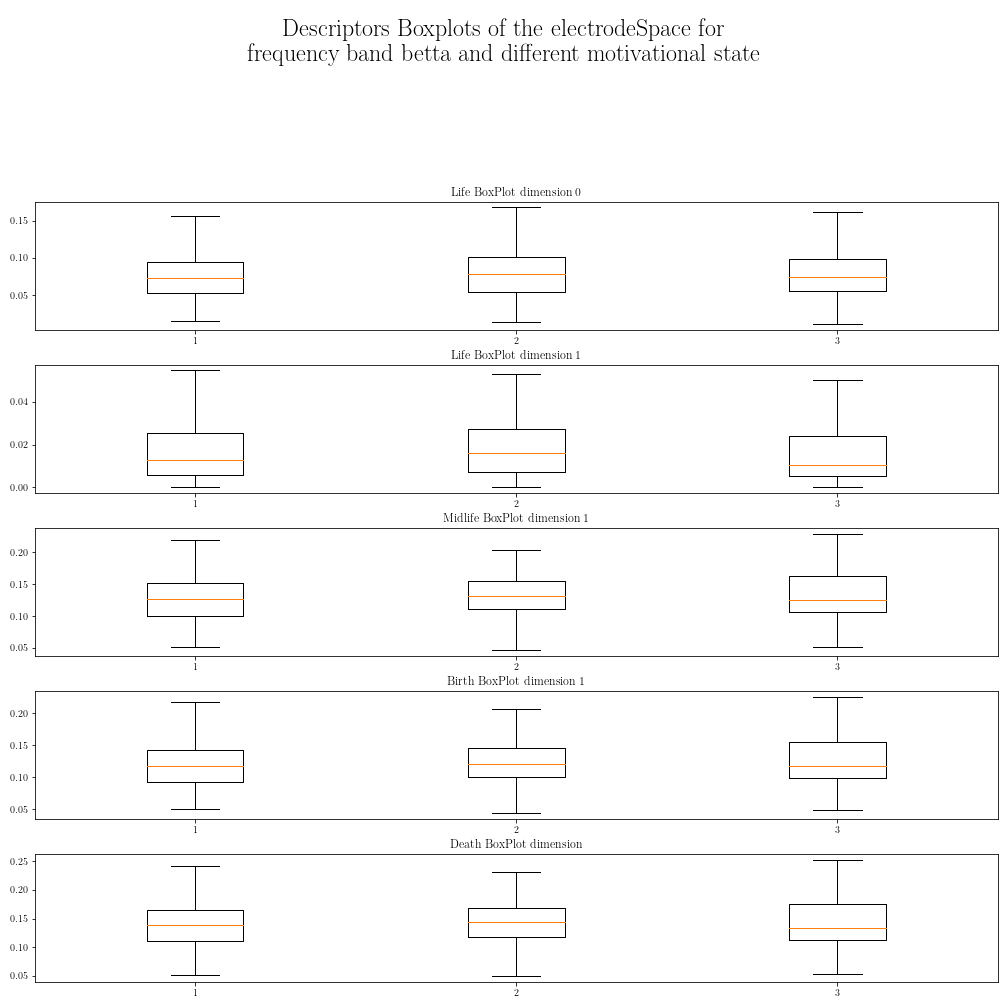 Descriptors Boxplots of the electrodeSpace for
frequency band betta and different motivational state
Life BoxPlot dimension 0
0.15
0.10
0.05
1 2 3
Life BoxPlot dimension 1
0.04
0.02
0.00
1 2 3
Midlife BoxPlot dimension 1
0.20
0.15
0.10
0.05
1 2 3
Birth BoxPlot dimension 1
0.20
0.15
0.10
0.05
1 2 3
Death BoxPlot dimension
0.25
0.20
0.15
0.10
0.05
1 2 3